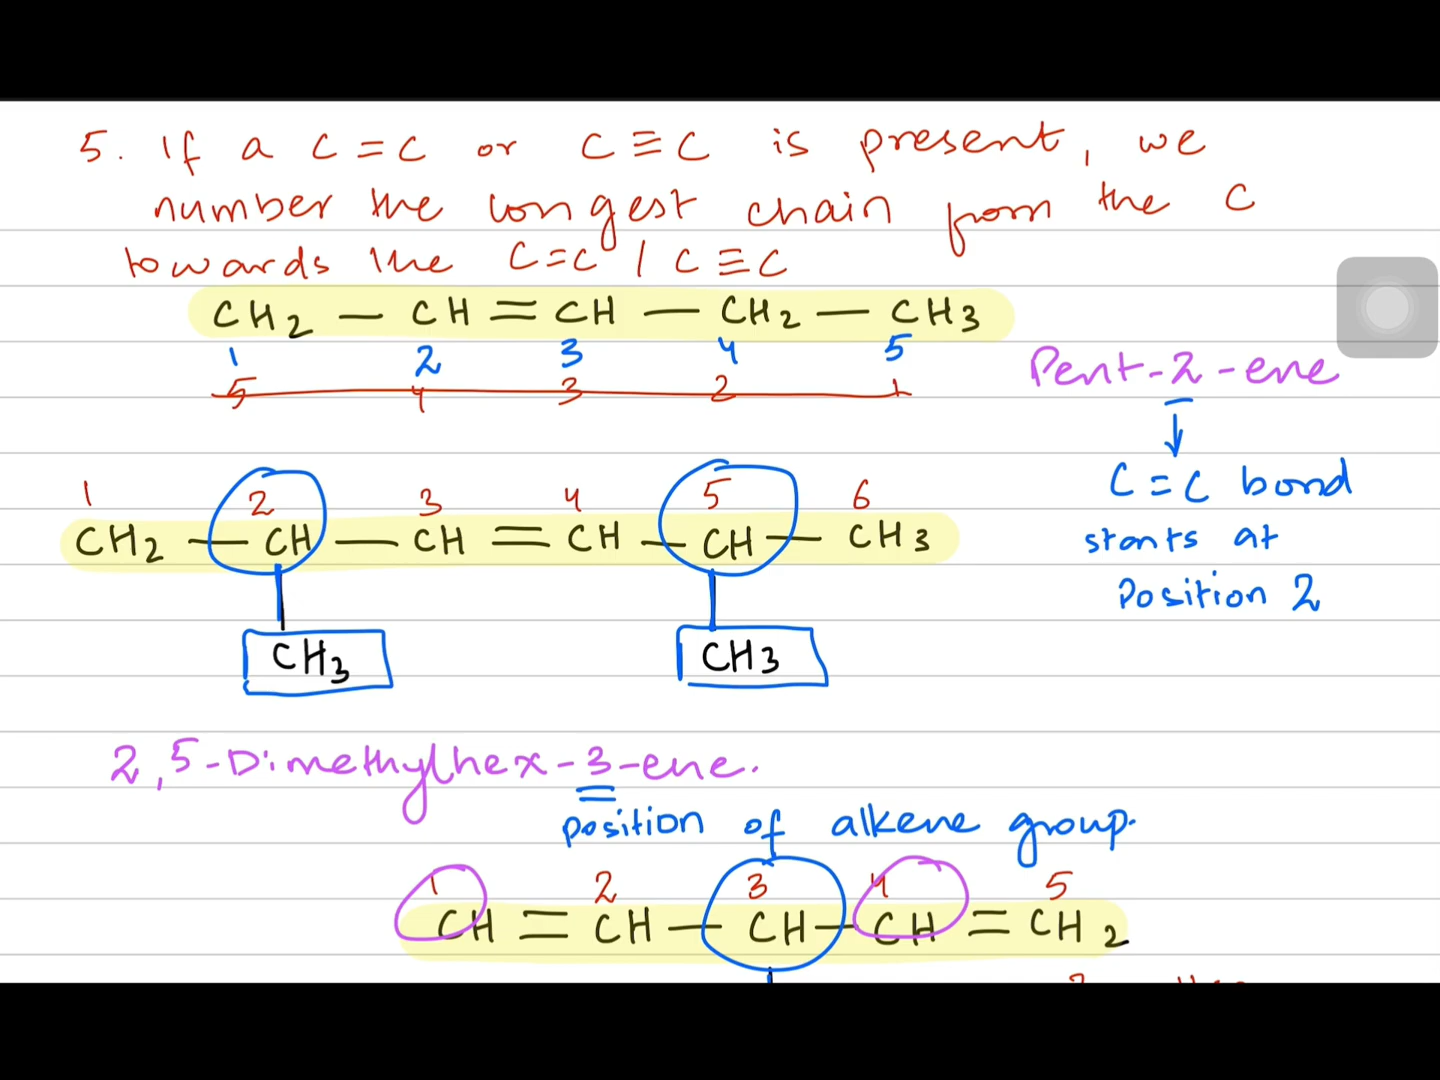 5. If a C=C or C≡C is present, we
number the longest chain from the C
towards the C=C / C≡C
CH2 — CH = CH — CH2 — CH3
1 2 3 4 5
5 4 3 2 1
Pent-2-ene
↓
C=C bond
starts at
Position 2
1 2 3 4 5 6
CH2 — CH — CH = CH — CH — CH3
CH3 CH3
2,5-Dimethylhex-3-ene.
position of alkene group.
1 2 3 4 5
CH = CH — CH — CH = CH2